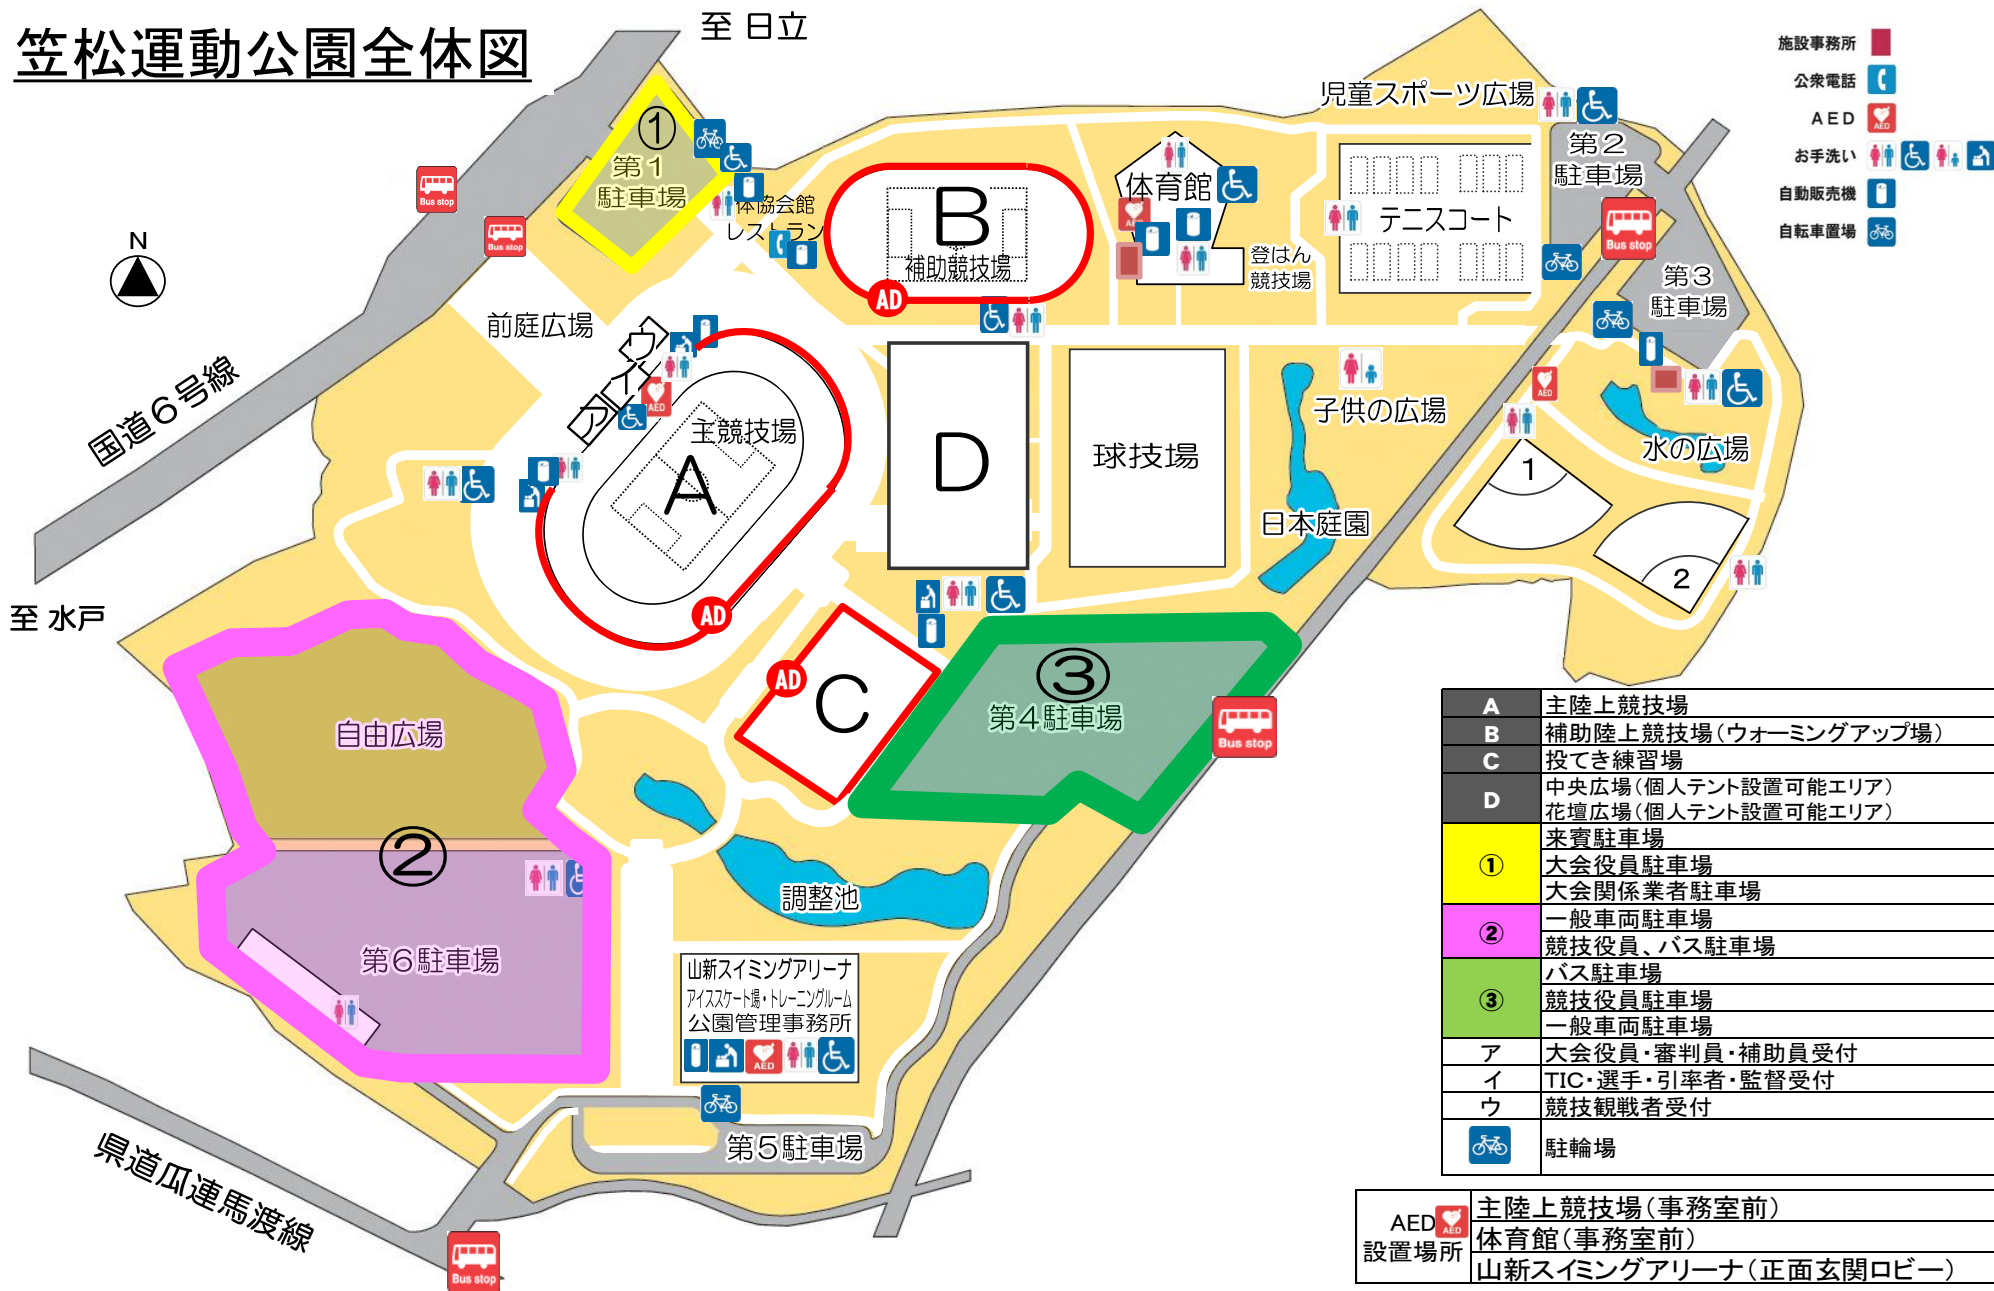 笠松運動公園全体図
至 日立
施設事務所
公衆電話
AED
AED
お手洗い
自動販売機
自転車置場
児童スポーツ広場
①
第1
駐車場
Bus stop
Bus stop
体協会館
レストラン
B
補助競技場
AD
体育館
AED
登はん
競技場
テニスコート
第2
駐車場
Bus stop
第3
駐車場
N
前庭広場
ウ
イ
ア
AED
国道6号線
主競技場
A
AD
D
球技場
子供の広場
日本庭園
AED
水の広場
1
2
至 水戸
AD
C
③
第4駐車場
Bus stop
自由広場
②
第6駐車場
調整池
山新スイミングアリーナ
アイススケート場・トレーニングルーム
公園管理事務所
AED
第5駐車場
県道瓜連馬渡線
Bus stop
A 主陸上競技場
B 補助陸上競技場(ウォーミングアップ場)
C 投てき練習場
D 中央広場(個人テント設置可能エリア)
花壇広場(個人テント設置可能エリア)
① 来賓駐車場
大会役員駐車場
大会関係業者駐車場
② 一般車両駐車場
競技役員、バス駐車場
③ バス駐車場
競技役員駐車場
一般車両駐車場
ア 大会役員・審判員・補助員受付
イ TIC・選手・引率者・監督受付
ウ 競技観戦者受付
駐輪場
AED AED
設置場所
主陸上競技場(事務室前)
体育館(事務室前)
山新スイミングアリーナ(正面玄関ロビー)